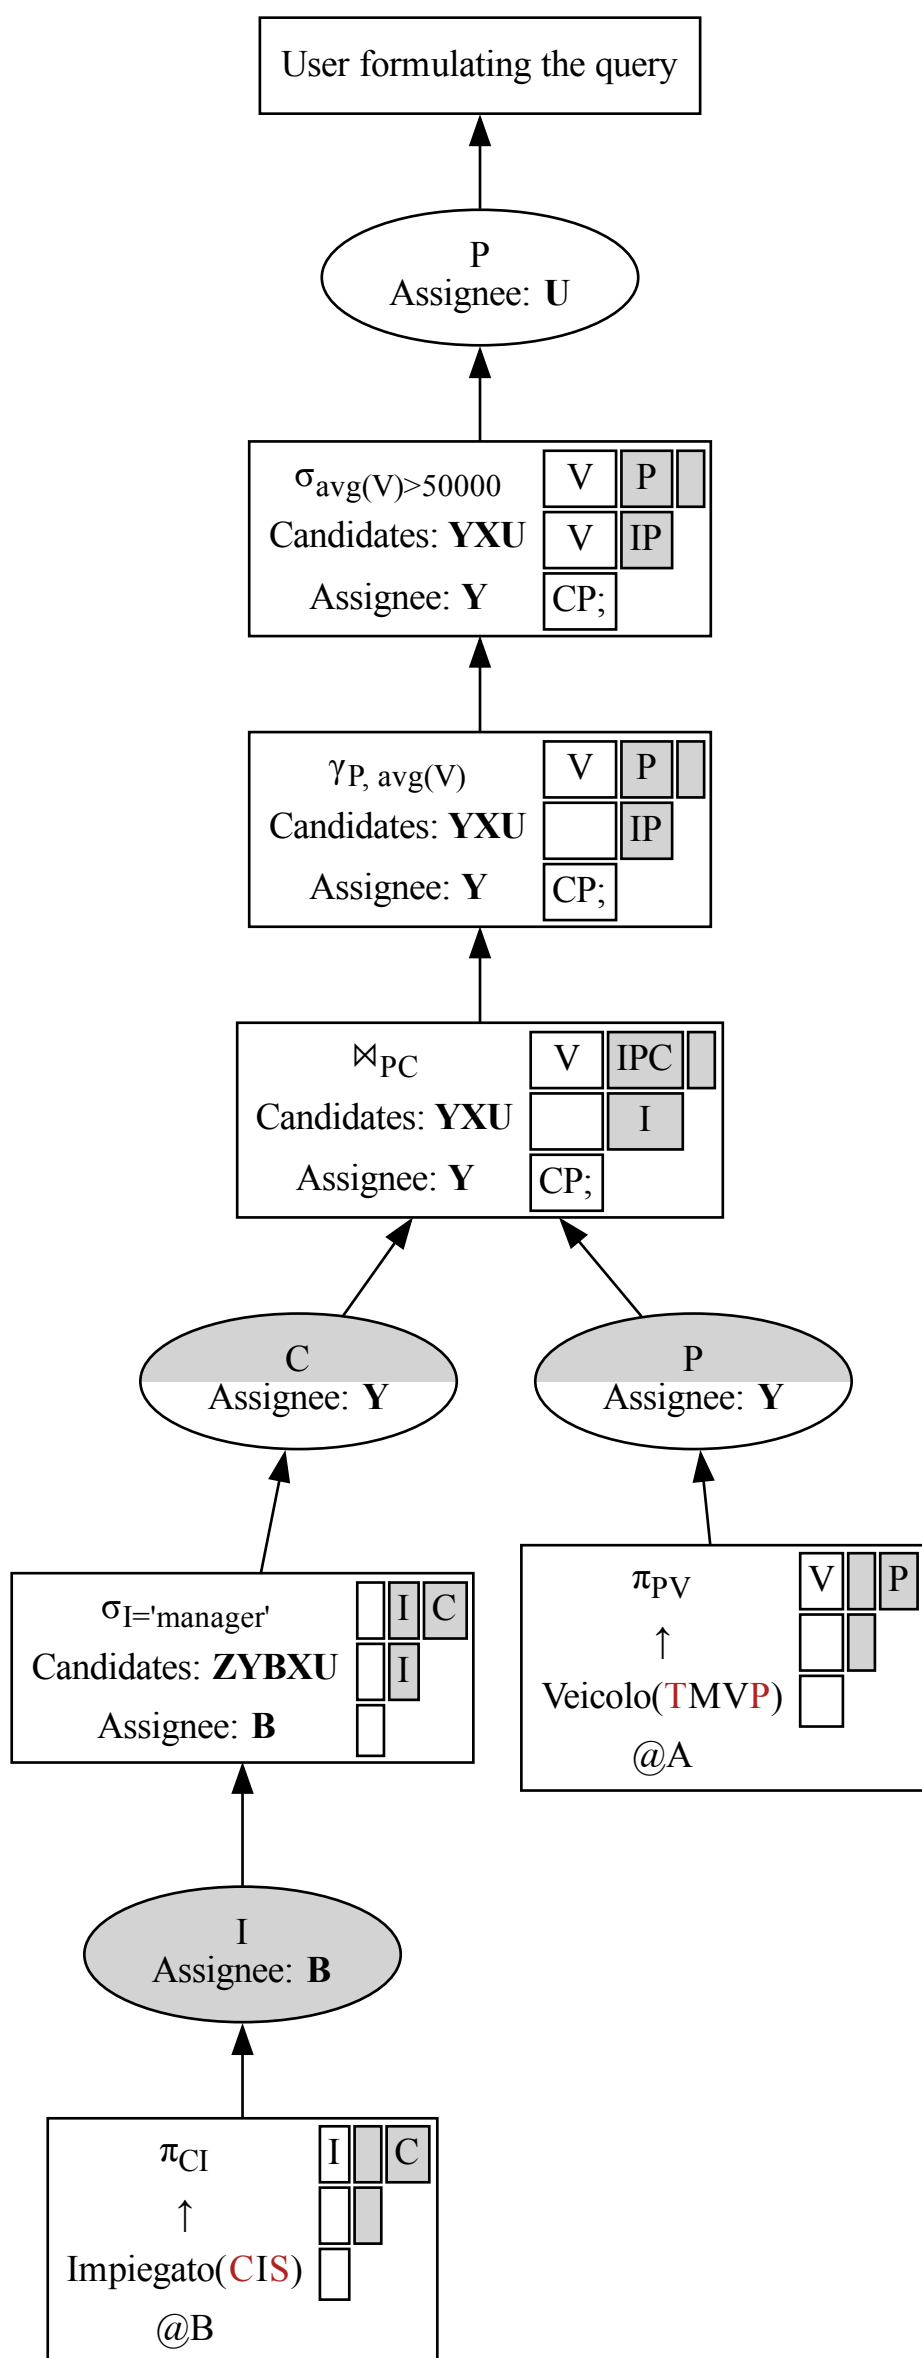 User formulating the query
P
Assignee: U
σavg(V)>50000 V P
Candidates: YXU V IP
Assignee: Y CP;
γP, avg(V) V P
Candidates: YXU IP
Assignee: Y CP;
⋈PC V IPC
Candidates: YXU I
Assignee: Y CP;
C
Assignee: Y
P
Assignee: Y
σI='manager' I C
Candidates: ZYBXU I
Assignee: B
πPV V P
↑
Veicolo(TMVP)
@A
I
Assignee: B
πCI I C
↑
Impiegato(CIS)
@B